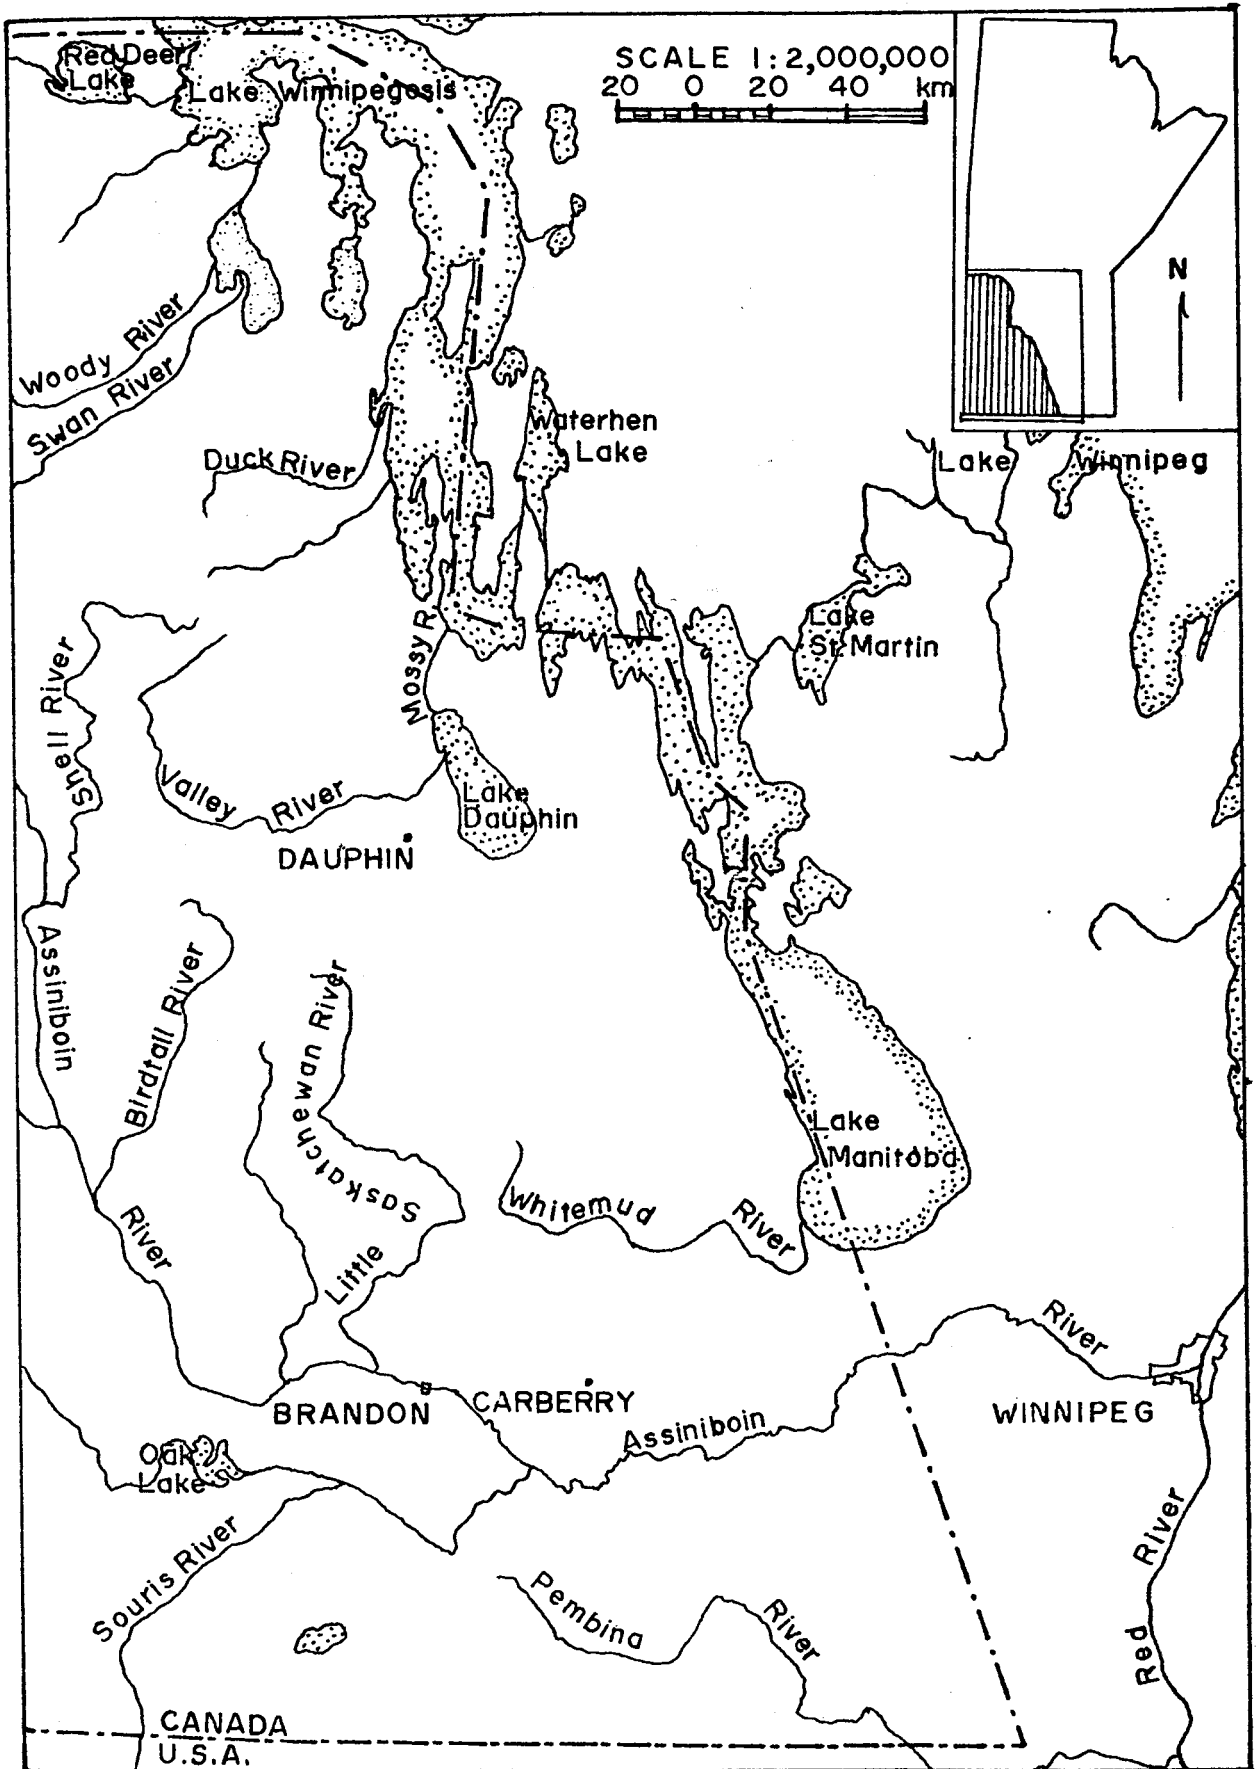 SCALE 1:2,000,000
20 0 20 40 km
Red Deer
Lake
Lake Winnipegosis
N
Woody River
Swan River
Waterhen
Lake
Duck River
Lake Winnipeg
Mossy R.
Lake
St. Martin
Shell River
Valley River
Lake
Dauphin
DAUPHIN
Assiniboin
River
Birdtail River
Little Saskatchewan River
Lake
Manitoba
Whitemud River
River
BRANDON
CARBERRY
Assiniboin
WINNIPEG
Oak
Lake
Souris River
Pembina River
Red River
CANADA
U.S.A.